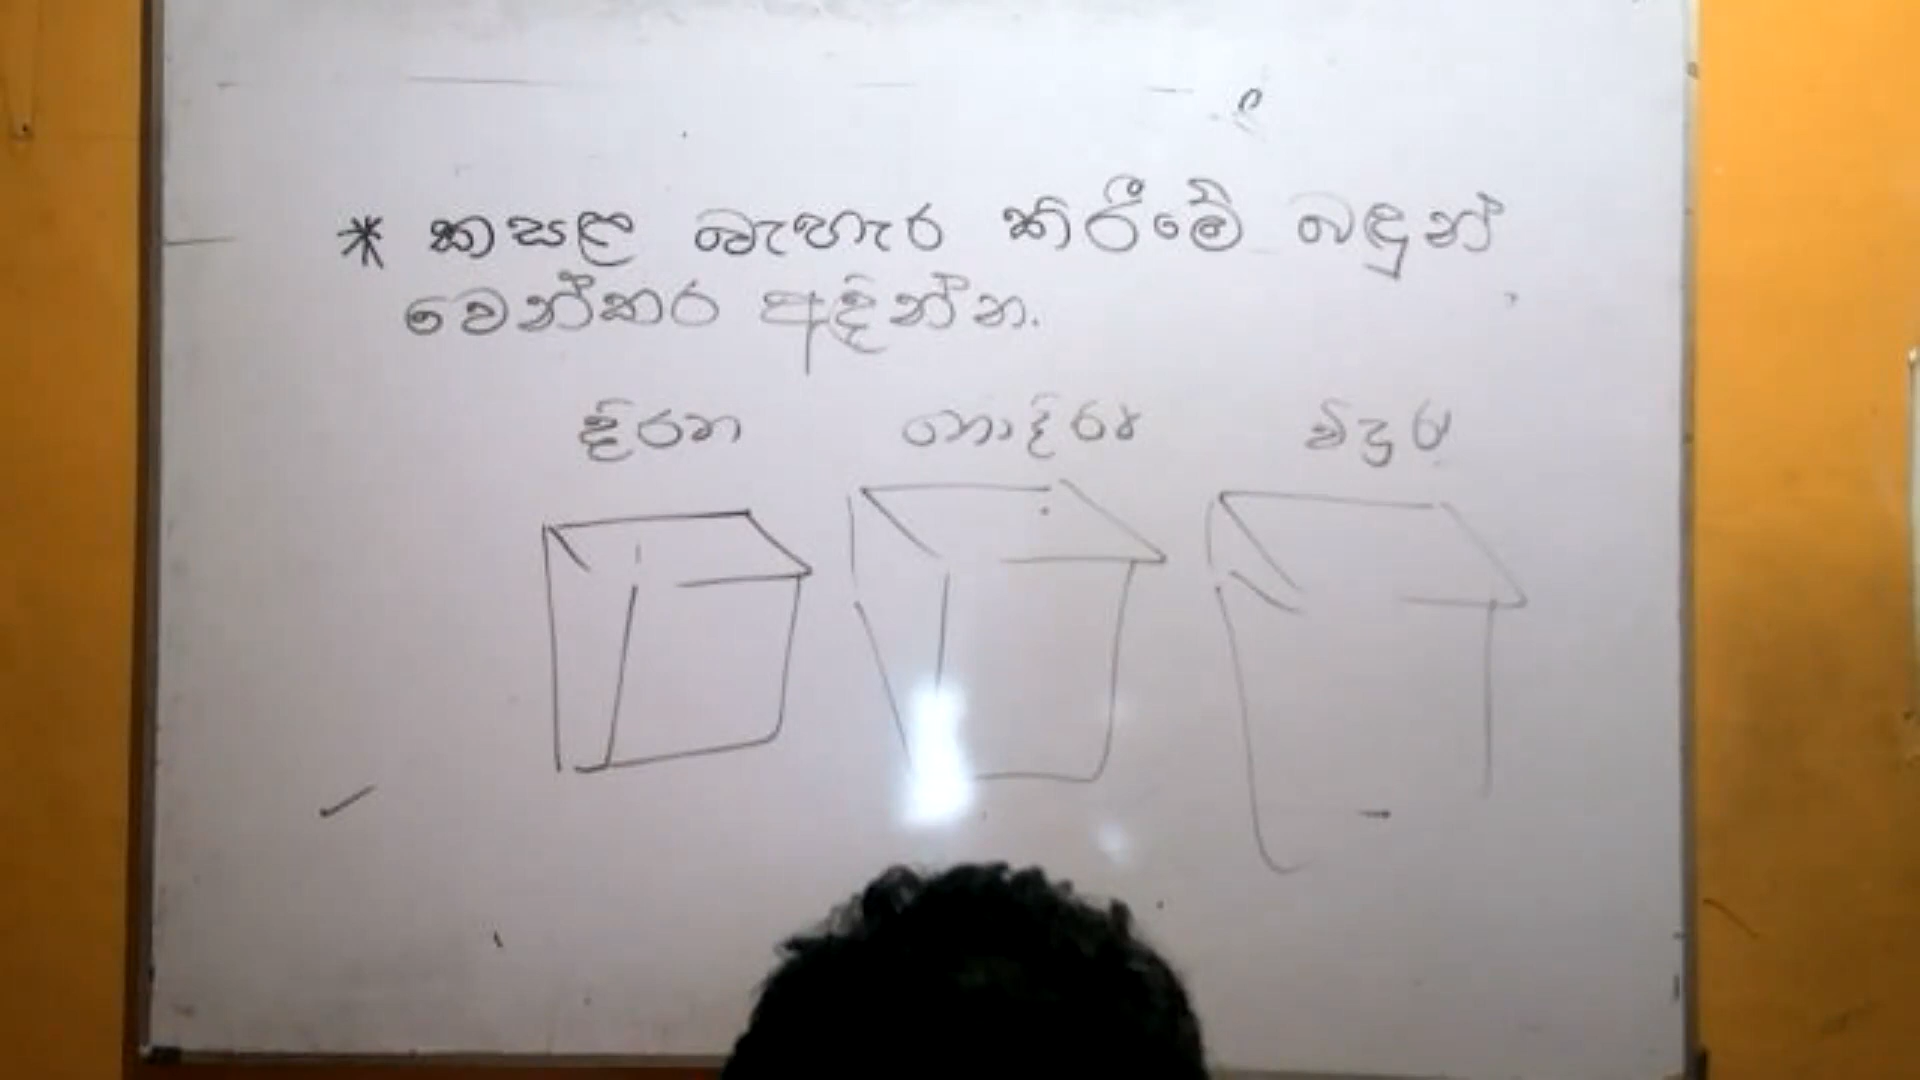 * කසළ බැහැර කිරීමේ බඳුන්
වෙන්කර අඳින්න.
දිරන නොදිරන වීදුරු